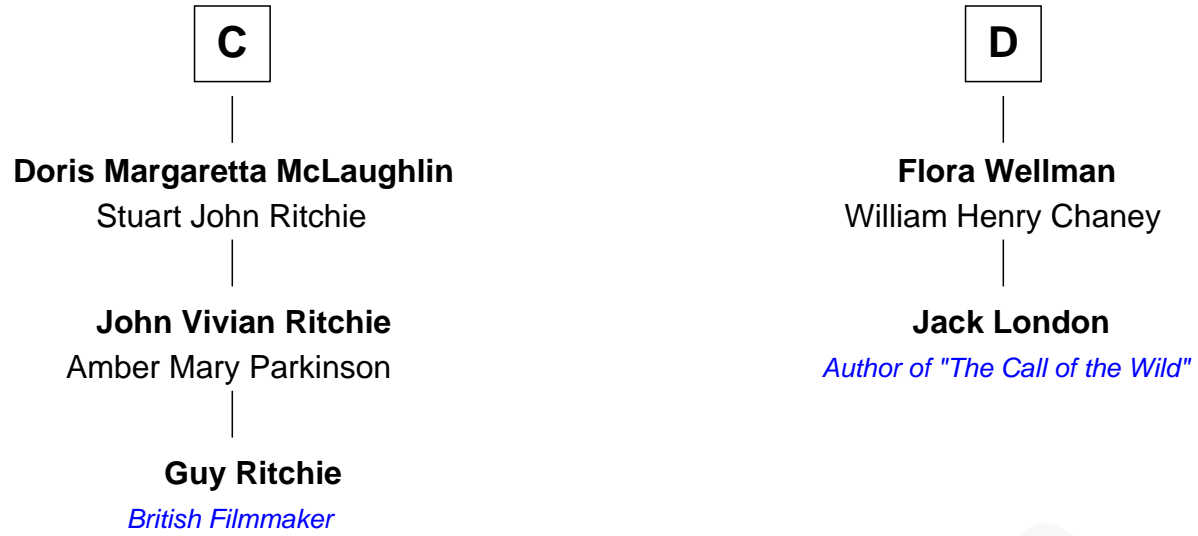 C
Doris Margaretta McLaughlin
Stuart John Ritchie
John Vivian Ritchie
Amber Mary Parkinson
Guy Ritchie
British Filmmaker
D
Flora Wellman
William Henry Chaney
Jack London
Author of "The Call of the Wild"